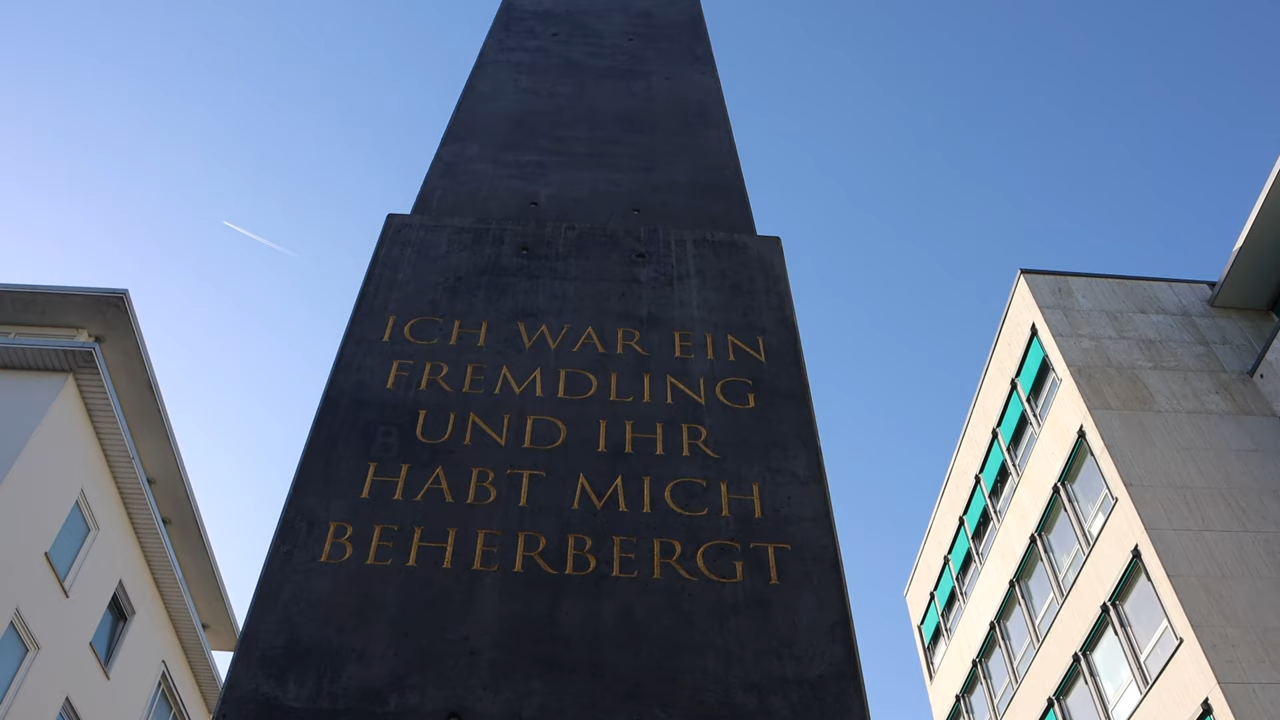 ICH WAR EIN
FREMDLING
UND IHR
HABT MICH
BEHERBERGT